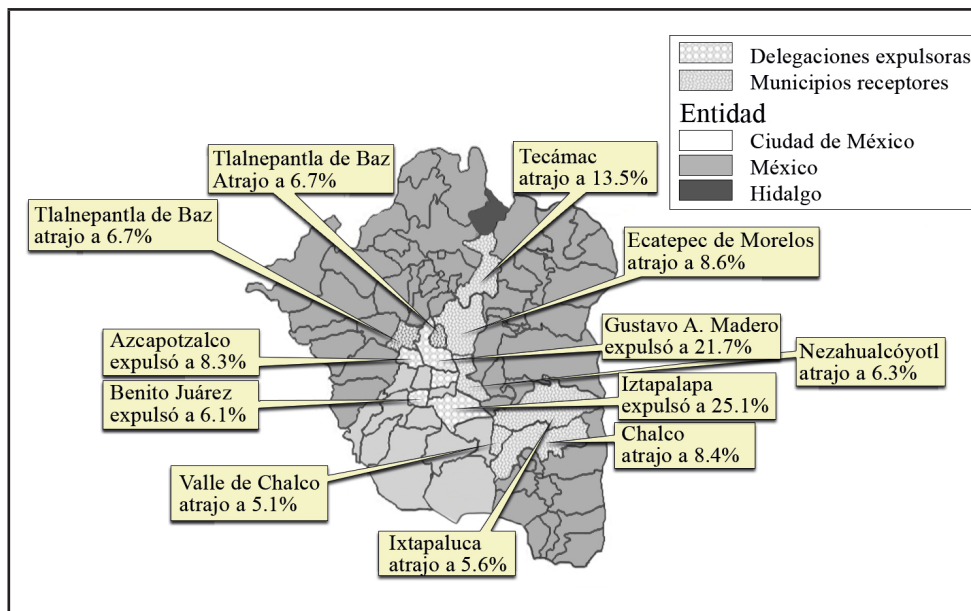 Delegaciones expulsoras
Municipios receptores
Entidad
Ciudad de México
México
Hidalgo
Tlalnepantla de Baz
Atrajo a 6.7%
Tecámac
atrajo a 13.5%
Tlalnepantla de Baz
atrajo a 6.7%
Ecatepec de Morelos
atrajo a 8.6%
Azcapotzalco
expulsó a 8.3%
Gustavo A. Madero
expulsó a 21.7%
Nezahualcóyotl
atrajo a 6.3%
Benito Juárez
expulsó a 6.1%
Iztapalapa
expulsó a 25.1%
Chalco
atrajo a 8.4%
Valle de Chalco
atrajo a 5.1%
Ixtapaluca
atrajo a 5.6%